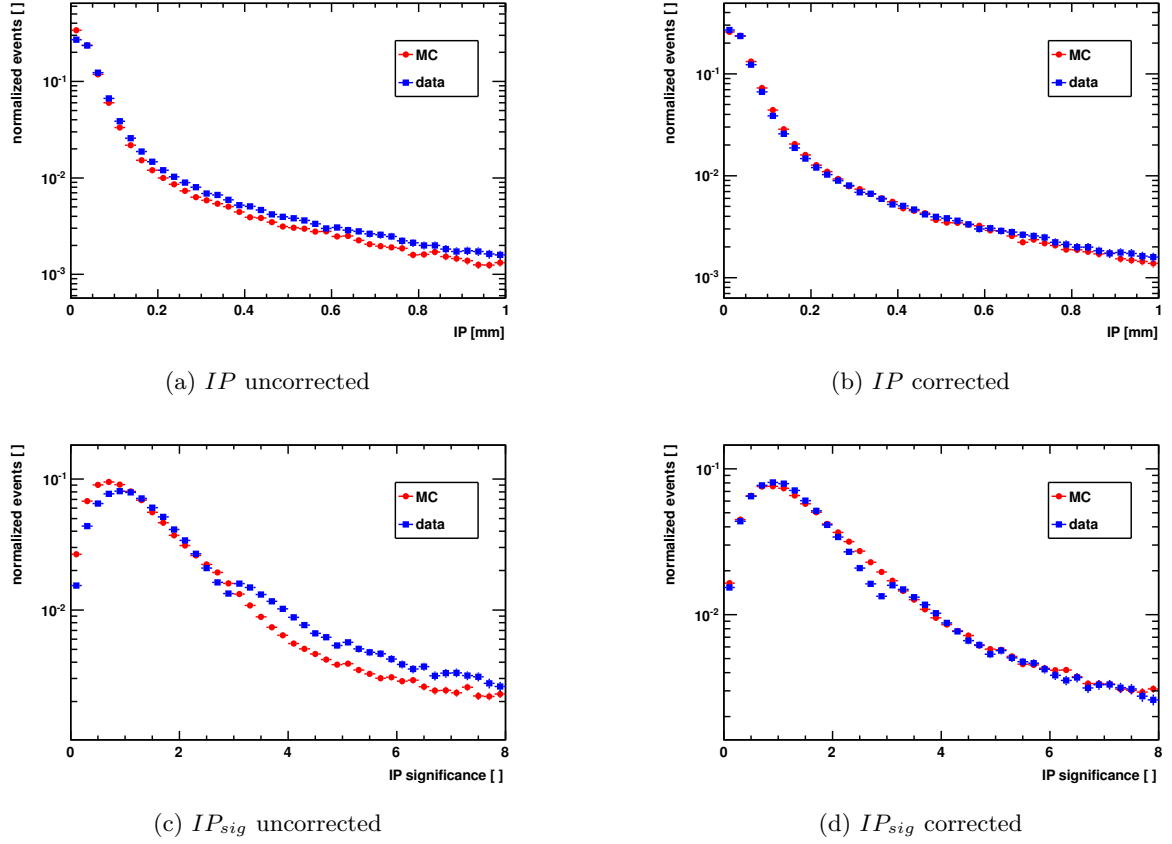 normalized events [ ]
10^{-1}
10^{-2}
10^{-3}
MC
data
0 0.2 0.4 0.6 0.8 1
IP [mm]
(a) IP uncorrected
normalized events [ ]
10^{-1}
10^{-2}
10^{-3}
MC
data
0 0.2 0.4 0.6 0.8 1
IP [mm]
(b) IP corrected
normalized events [ ]
10^{-1}
10^{-2}
MC
data
0 2 4 6 8
IP significance [ ]
(c) IP_{sig} uncorrected
normalized events [ ]
10^{-1}
10^{-2}
MC
data
0 2 4 6 8
IP significance [ ]
(d) IP_{sig} corrected